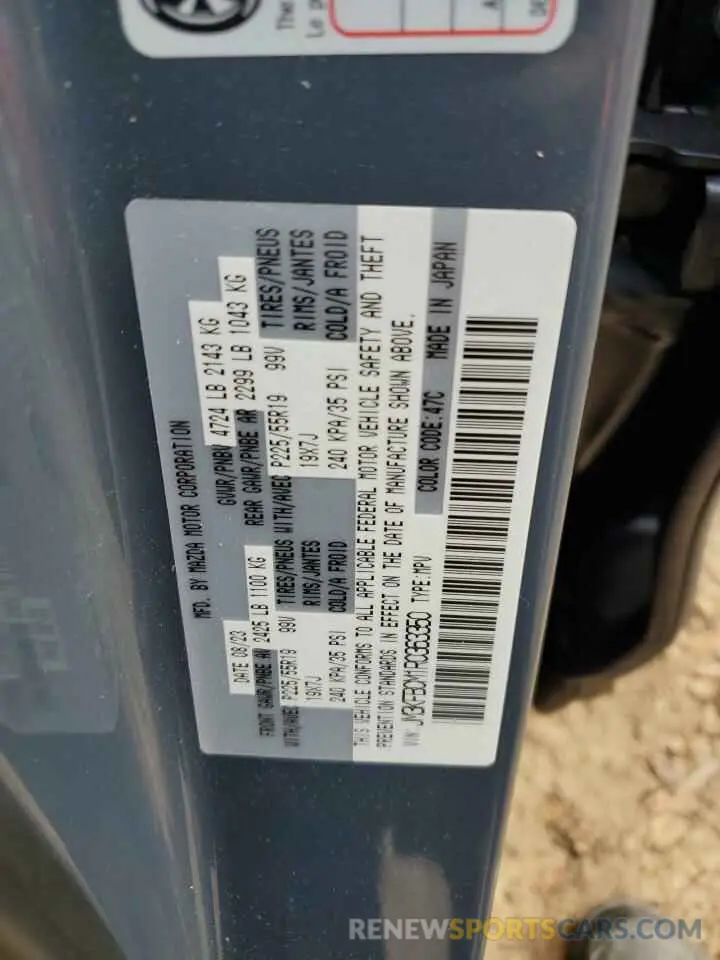 The
Le p
A
MFD. BY MAZDA MOTOR CORPORATION
DATE 08/23 GVWR/PNBV 4724 LB 2143 KG
FRONT GAWR/PNBE AV 2425 LB 1100 KG REAR GAWR/PNBE AR 2299 LB 1043 KG
WITH/AVEC P225/55R19 99V TIRES/PNEUS WITH/AVEC P225/55R19 99V TIRES/PNEUS
19X7J RIMS/JANTES 19X7J RIMS/JANTES
240 KPA/35 PSI COLD/A FROID 240 KPA/35 PSI COLD/A FROID
THIS VEHICLE CONFORMS TO ALL APPLICABLE FEDERAL MOTOR VEHICLE SAFETY AND THEFT
PREVENTION STANDARDS IN EFFECT ON THE DATE OF MANUFACTURE SHOWN ABOVE.
VIN: JM3KFBCM1R0363350 TYPE:MPV COLOR CODE:47C MADE IN JAPAN
RENEWSPORTSCARS.COM